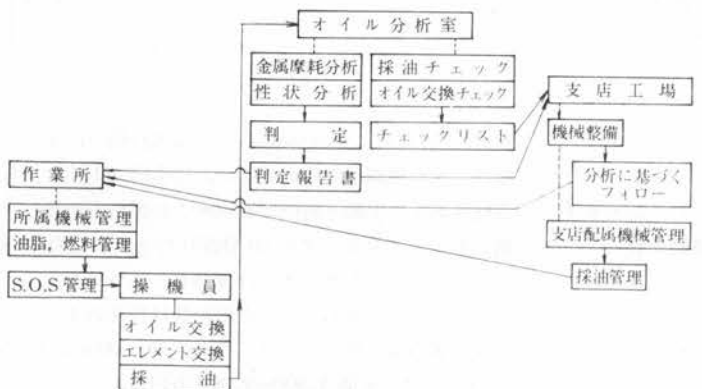 オイル分析室
金属摩耗分析
性状分析
採油チェック
オイル交換チェック
支店工場
判定
チェックリスト
機械整備
作業所
判定報告書
分析に基づく
フォロー
所属機械管理
油脂,燃料管理
支店配属機械管理
S.O.S管理
操機員
採油管理
オイル交換
エレメント交換
採油